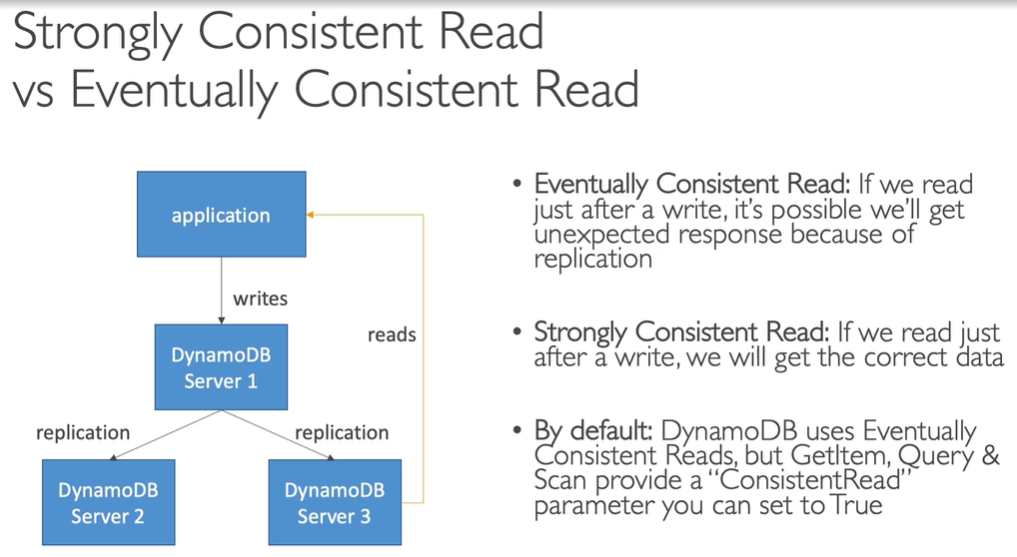 Strongly Consistent Read
vs Eventually Consistent Read
application
writes
reads
DynamoDB
Server 1
replication
replication
DynamoDB
Server 2
DynamoDB
Server 3
• Eventually Consistent Read: If we read
just after a write, it's possible we'll get
unexpected response because of
replication
• Strongly Consistent Read: If we read just
after a write, we will get the correct data
• By default: DynamoDB uses Eventually
Consistent Reads, but GetItem, Query &
Scan provide a "ConsistentRead"
parameter you can set to True